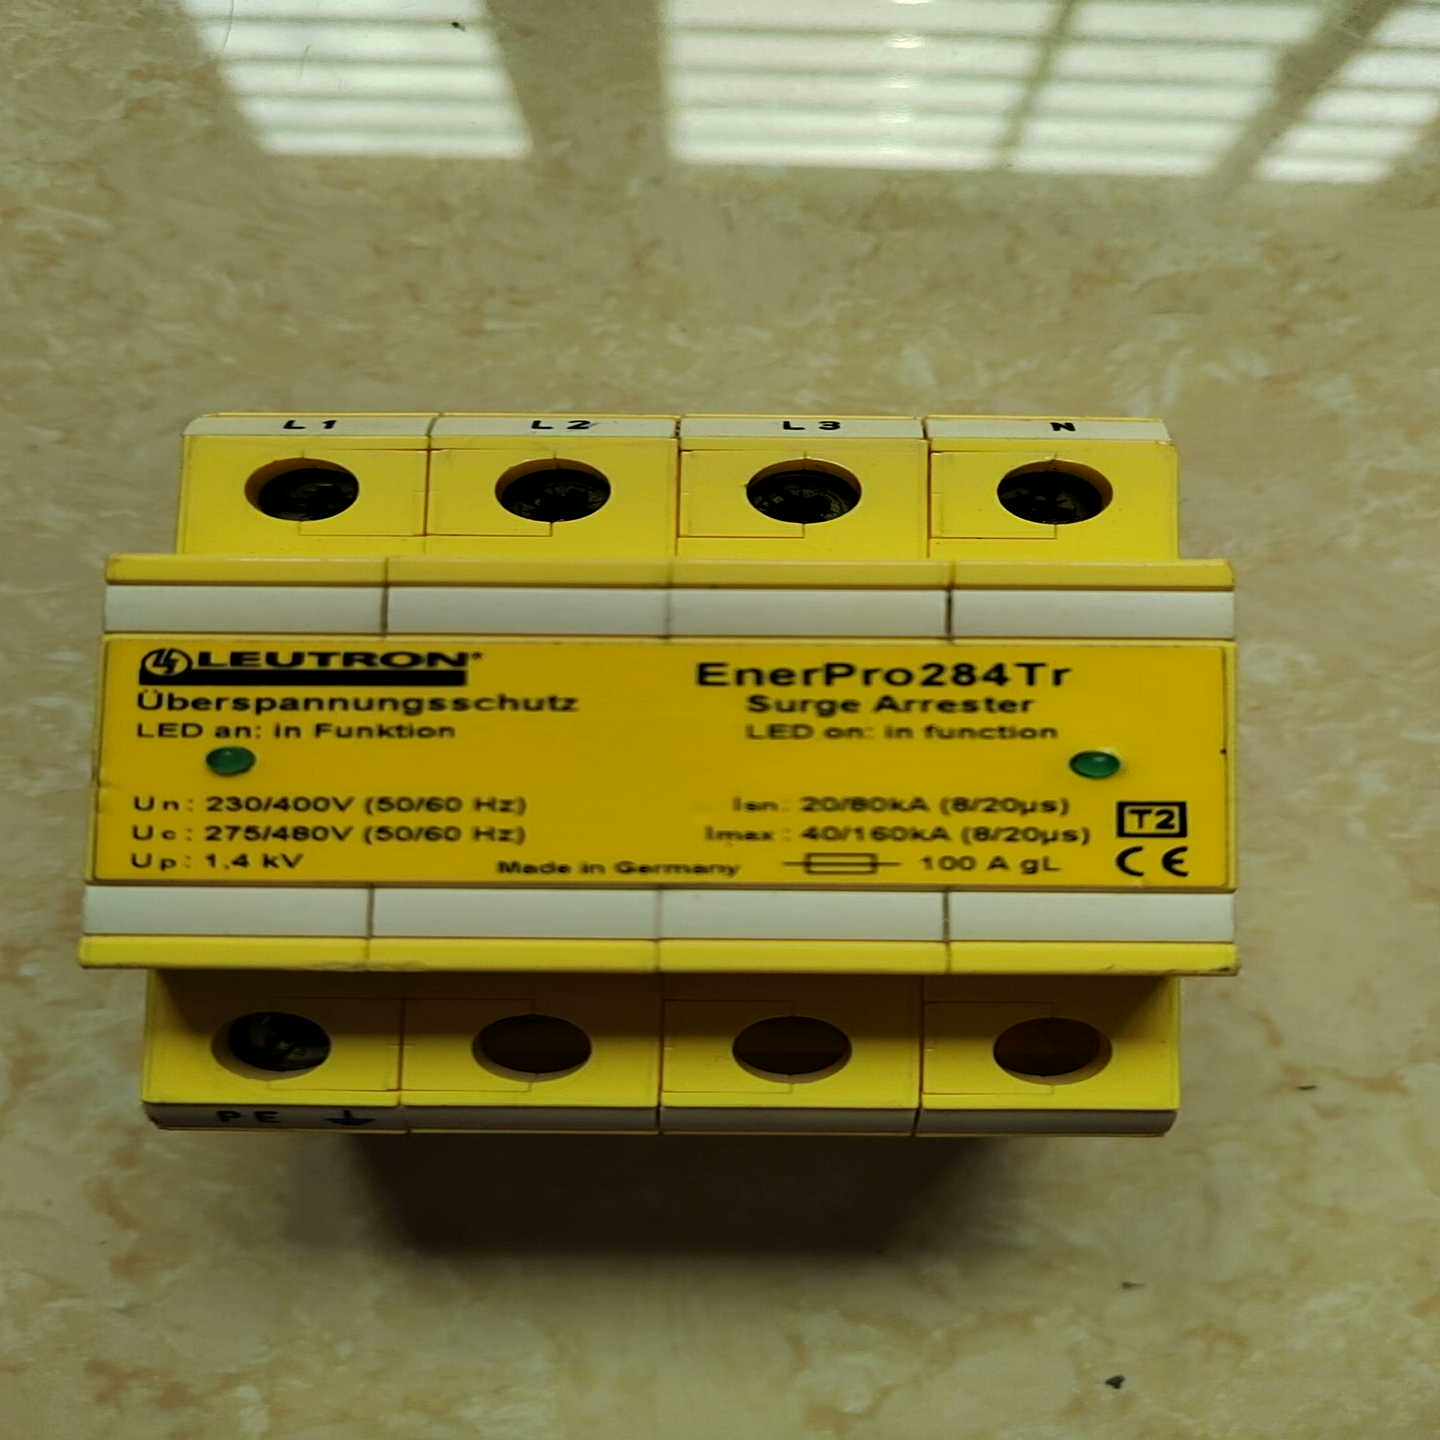 L1 L2 L3 N
LEUTRON®
Überspannungsschutz
LED an: in Funktion
EnerPro284Tr
Surge Arrester
LED on: in function
Un: 230/400V (50/60 Hz)
Uc: 275/480V (50/60 Hz)
Up: 1,4 kV
Made in Germany
Isn: 20/80kA (8/20µs)
Imax: 40/160kA (8/20µs)
100 A gL
T2
CE
PE